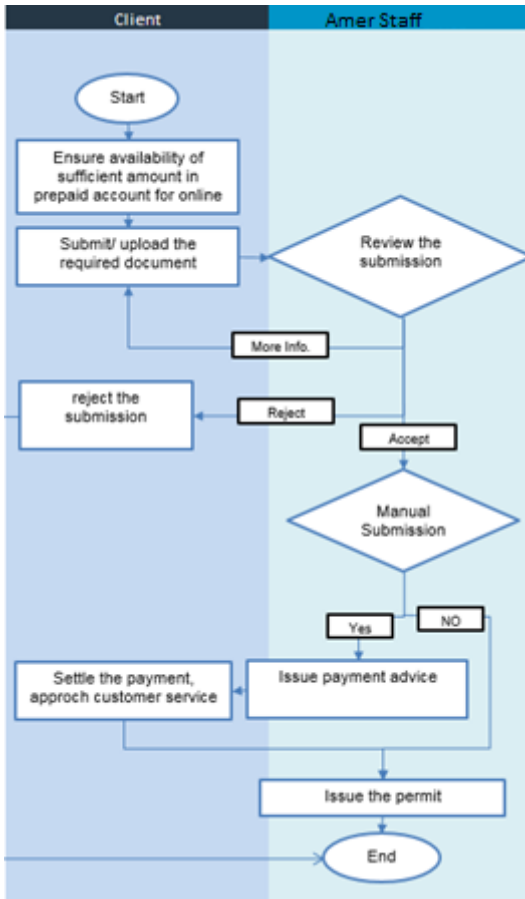 Client
Amer Staff
Start
Ensure availability of
sufficient amount in
prepaid account for online
Submit/ upload the
required document
Review the
submission
More Info.
reject the
submission
Reject
Accept
Manual
Submission
Yes
NO
Settle the payment,
approch customer service
Issue payment advice
Issue the permit
End